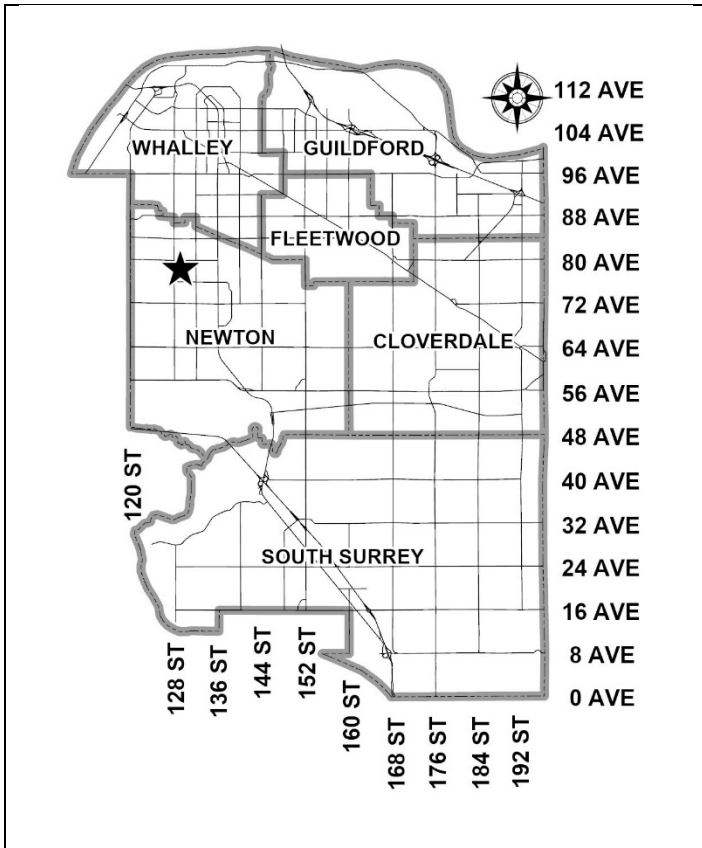 112 AVE
104 AVE
WHALLEY
GUILDFORD
96 AVE
88 AVE
FLEETWOOD
80 AVE
72 AVE
NEWTON
CLOVERDALE
64 AVE
56 AVE
48 AVE
120 ST
40 AVE
32 AVE
SOUTH SURREY
24 AVE
16 AVE
8 AVE
0 AVE
128 ST
136 ST
144 ST
152 ST
160 ST
168 ST
176 ST
184 ST
192 ST